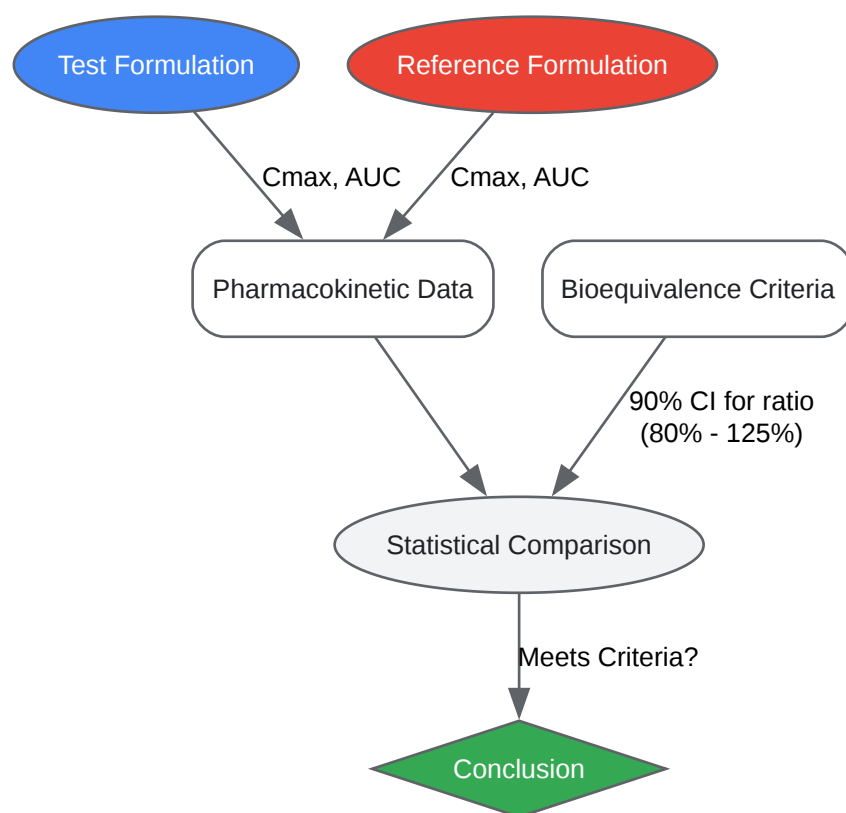 Test Formulation
Reference Formulation
Cmax, AUC
Cmax, AUC
Pharmacokinetic Data
Bioequivalence Criteria
90% CI for ratio
(80% - 125%)
Statistical Comparison
Meets Criteria?
Conclusion